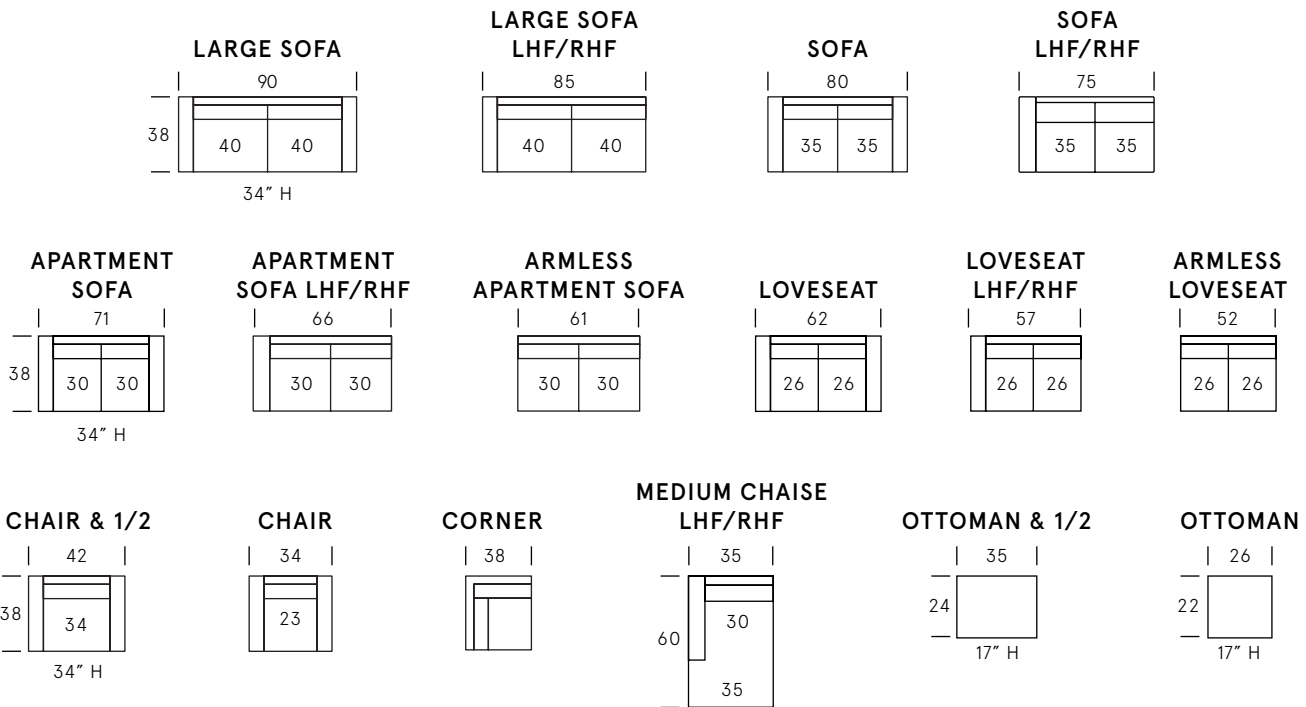 LARGE SOFA
90
38
40 40
34″ H
LARGE SOFA
LHF/RHF
85
40 40
SOFA
80
35 35
SOFA
LHF/RHF
75
35 35
APARTMENT
SOFA
71
38
30 30
34″ H
APARTMENT
SOFA LHF/RHF
66
30 30
ARMLESS
APARTMENT SOFA
61
30 30
LOVESEAT
62
26 26
LOVESEAT
LHF/RHF
57
26 26
ARMLESS
LOVESEAT
52
26 26
CHAIR & 1/2
42
38
34
34″ H
CHAIR
34
23
CORNER
38
MEDIUM CHAISE
LHF/RHF
35
30
60
35
OTTOMAN & 1/2
35
24
17″ H
OTTOMAN
26
22
17″ H